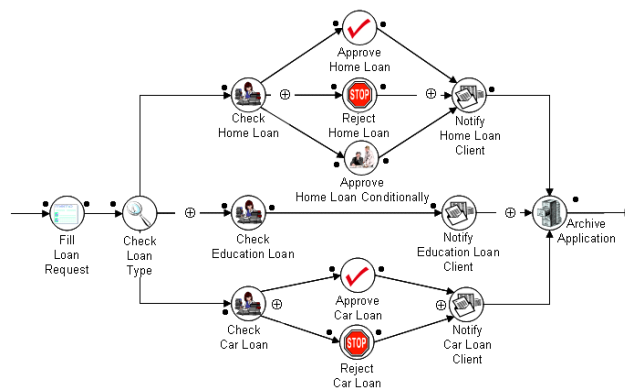 Approve
Home Loan
Check
Home Loan
STOP
Reject
Home Loan
Notify
Home Loan
Client
Approve
Home Loan Conditionally
Fill
Loan
Request
Check
Loan
Type
Check
Education Loan
Notify
Education Loan
Client
Archive
Application
Approve
Car Loan
Check
Car Loan
STOP
Reject
Car Loan
Notify
Car Loan
Client